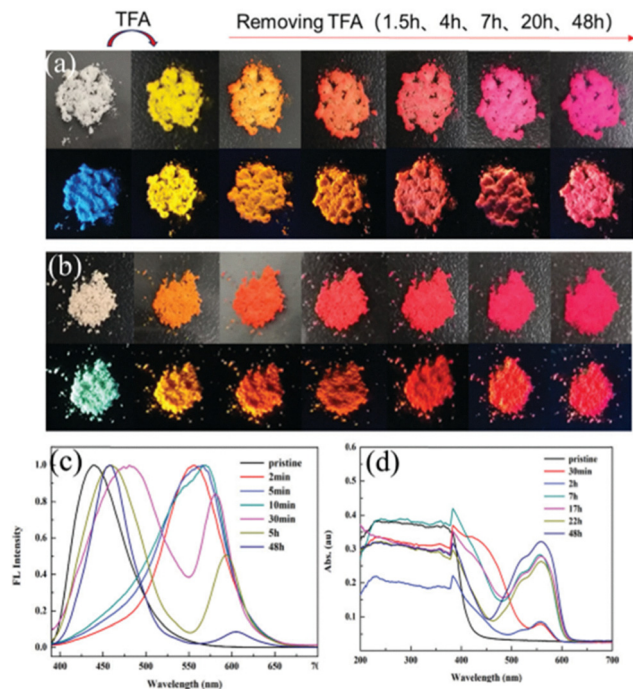 TFA
Removing TFA（1.5h、4h、7h、20h、48h）
(a)
(b)
(c)
pristine
2min
5min
10min
30min
5h
48h
FL Intensity
1.0
0.8
0.6
0.4
0.2
0.0
400 450 500 550 600 650 70
Wavelength (nm)
(d)
pristine
30min
2h
7h
17h
22h
48h
Abs. (au)
0.5
0.4
0.3
0.2
0.1
200 300 400 500 600 700
Wavelength (nm)